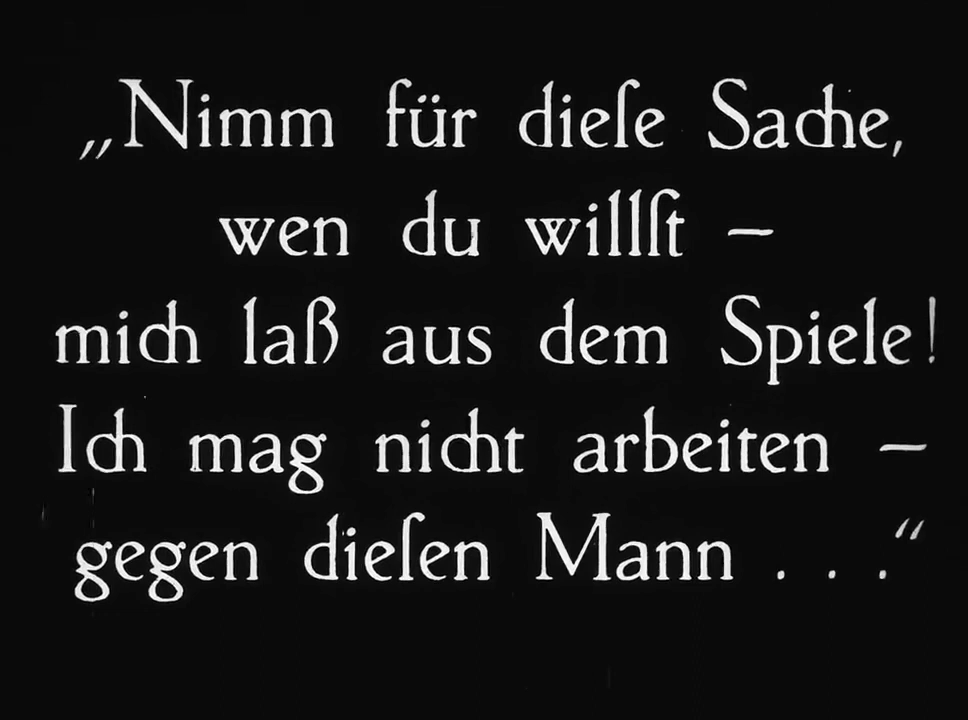 „Nimm für dieſe Sache,
wen du willſt –
mich laß aus dem Spiele!
Ich mag nicht arbeiten –
gegen dieſen Mann . . .“